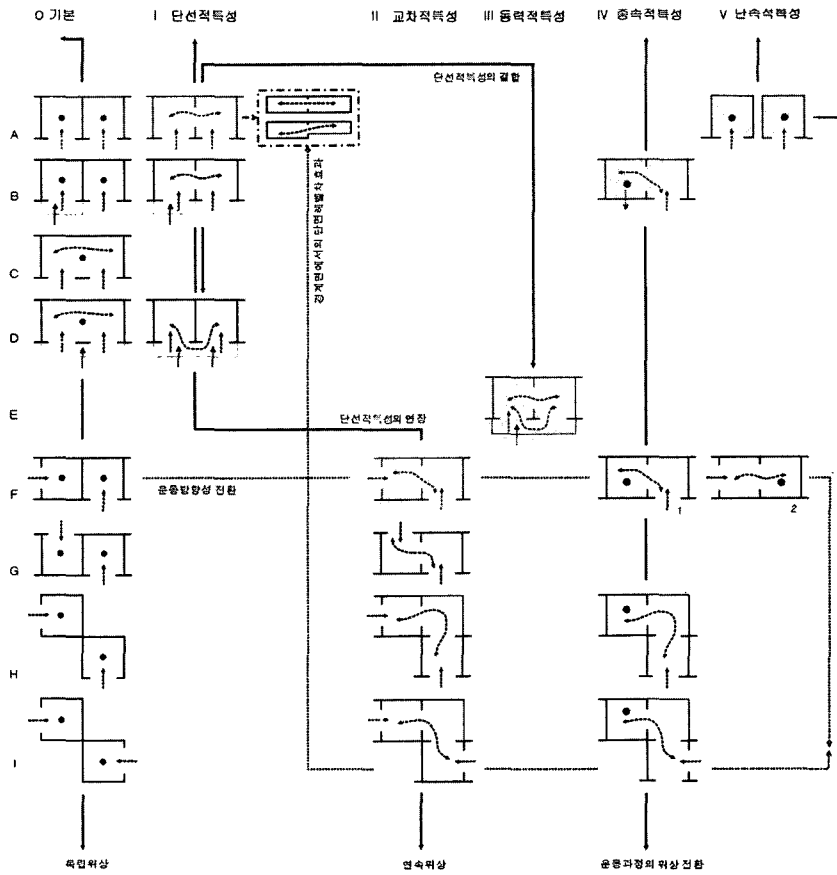 O 기본
I 단선적특성
II 교차적특성
III 동력적특성
IV 종속적특성
V 난속적특성
단선적특성의 결합
A
B
C
D
E
F
G
H
I
경계면에서의 단면레벨차 효과
단선적특성의 연장
운동방향성 전환
1
2
독립위상
연속위상
운동과정의 위상 전환